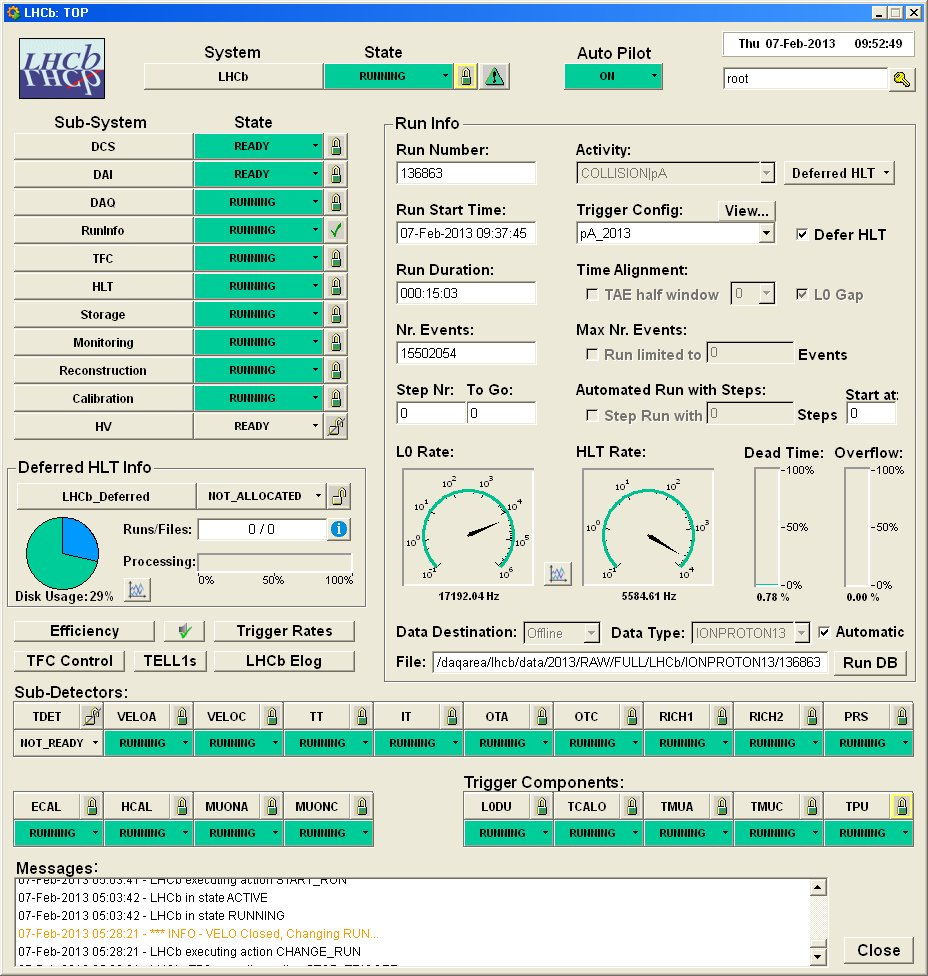 LHCb: TOP
LHCb
System State Auto Pilot
LHCb RUNNING ON
Thu 07-Feb-2013 09:52:49
root
Sub-System State
DCS READY
DAI READY
DAQ RUNNING
RunInfo RUNNING
TFC RUNNING
HLT RUNNING
Storage RUNNING
Monitoring RUNNING
Reconstruction RUNNING
Calibration RUNNING
HV READY
Deferred HLT Info
LHCb_Deferred NOT_ALLOCATED
Runs/Files: 0 / 0
Processing:
0% 50% 100%
Disk Usage: 29%
Efficiency Trigger Rates
TFC Control TELL1s LHCb Elog
Run Info
Run Number: Activity:
136863 COLLISION|pA Deferred HLT
Run Start Time: Trigger Config: View...
07-Feb-2013 09:37:45 pA_2013 Defer HLT
Run Duration: Time Alignment:
000:15:03 TAE half window 0 L0 Gap
Nr. Events: Max Nr. Events:
15502054 Run limited to 0 Events
Step Nr: To Go: Automated Run with Steps: Start at:
0 0 Step Run with 0 Steps 0
L0 Rate: HLT Rate: Dead Time: Overflow:
10^-1 10^0 10^1 10^2 10^3 10^4 10^5 10^6
10^-1 10^0 10^1 10^2 10^3 10^4
100% 100%
50% 50%
0% 0%
17192.04 Hz 5584.61 Hz 0.78 % 0.00 %
Data Destination: Offline Data Type: IONPROTON13 Automatic
File: /daqarea/lhcb/data/2013/RAW/FULL/LHCb/IONPROTON13/136863 Run DB
Sub-Detectors:
TDET VELOA VELOC TT IT OTA OTC RICH1 RICH2 PRS
NOT_READY RUNNING RUNNING RUNNING RUNNING RUNNING RUNNING RUNNING RUNNING RUNNING
Trigger Components:
ECAL HCAL MUONA MUONC L0DU TCALO TMUA TMUC TPU
RUNNING RUNNING RUNNING RUNNING RUNNING RUNNING RUNNING RUNNING RUNNING
Messages:
07-Feb-2013 05:03:41 - LHCb executing action START_RUN
07-Feb-2013 05:03:42 - LHCb in state ACTIVE
07-Feb-2013 05:03:42 - LHCb in state RUNNING
07-Feb-2013 05:28:21 - *** INFO - VELO Closed, Changing RUN...
07-Feb-2013 05:28:21 - LHCb executing action CHANGE_RUN
Close